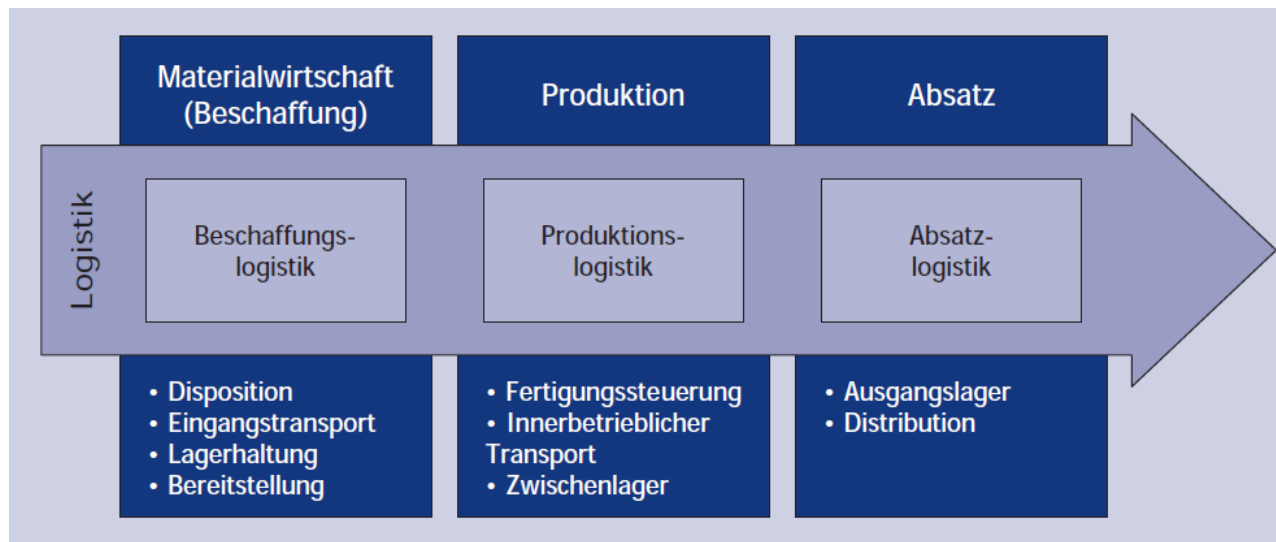 Materialwirtschaft
(Beschaffung)
Produktion
Absatz
Logistik
Beschaffungs-
logistik
Produktions-
logistik
Absatz-
logistik
• Disposition
• Eingangstransport
• Lagerhaltung
• Bereitstellung
• Fertigungssteuerung
• Innerbetrieblicher
Transport
• Zwischenlager
• Ausgangslager
• Distribution